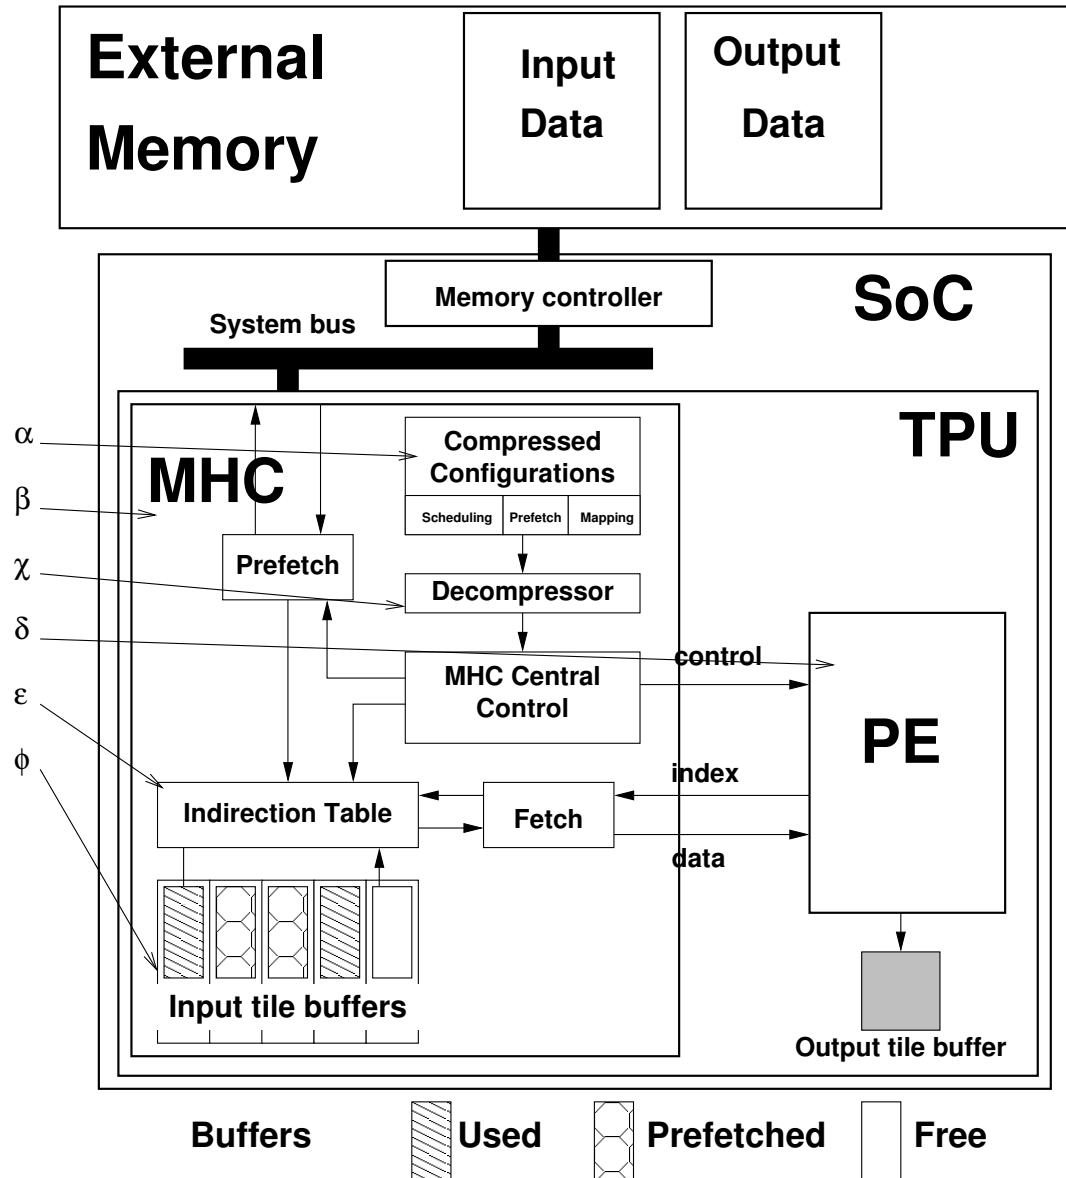 External
Memory
Input
Data
Output
Data
Memory controller
SoC
System bus
TPU
α
β
χ
δ
ε
ϕ
MHC
Compressed
Configurations
Scheduling
Prefetch
Mapping
Prefetch
Decompressor
MHC Central
Control
control
PE
index
Indirection Table
Fetch
data
Input tile buffers
Output tile buffer
Buffers
Used
Prefetched
Free